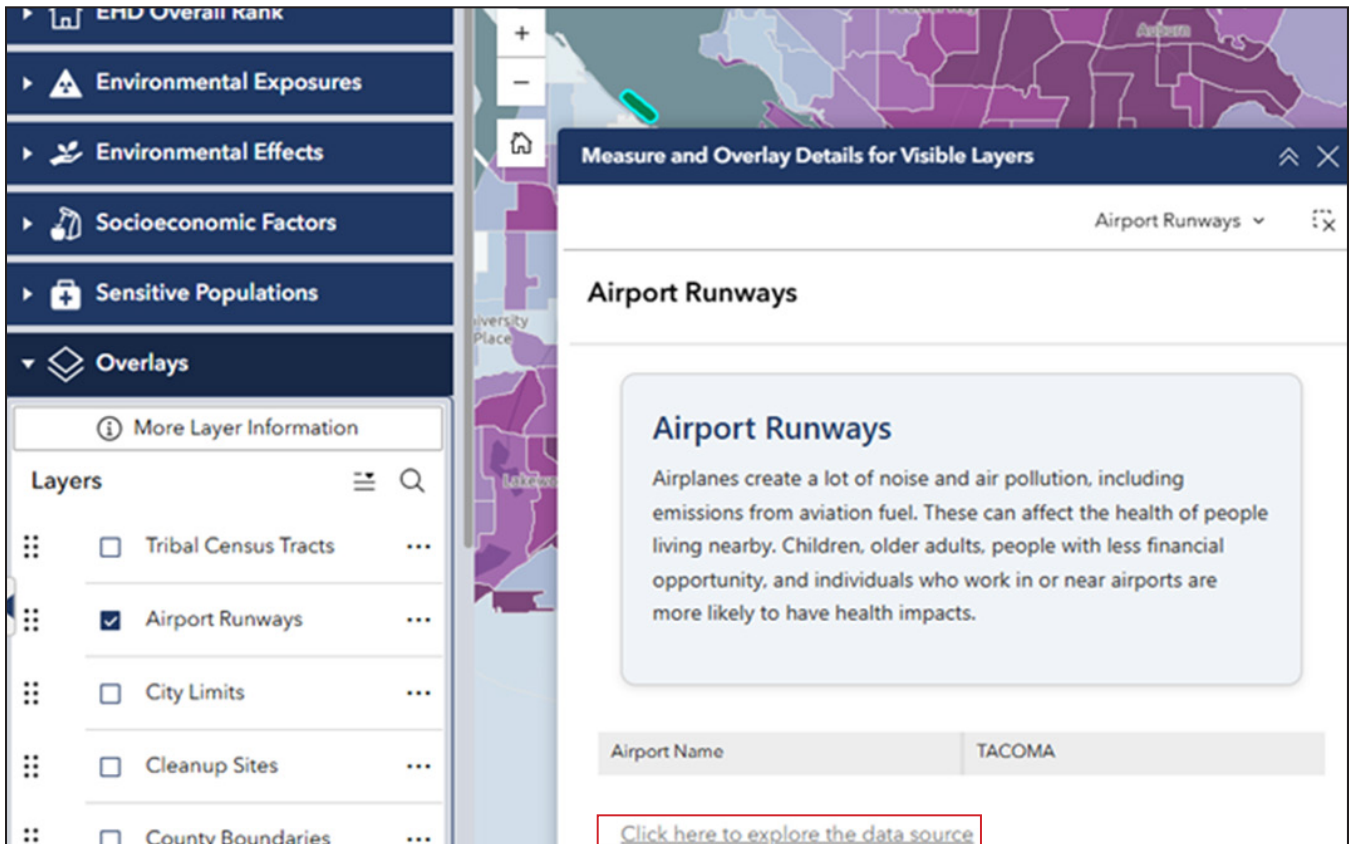 EHD Overall Rank
Environmental Exposures
Environmental Effects
Socioeconomic Factors
Sensitive Populations
Overlays
More Layer Information
Layers
Tribal Census Tracts
Airport Runways
City Limits
Cleanup Sites
County Boundaries
Auburn
University
Place
Measure and Overlay Details for Visible Layers
Airport Runways
Airport Runways
Airport Runways
Airplanes create a lot of noise and air pollution, including
emissions from aviation fuel. These can affect the health of people
living nearby. Children, older adults, people with less financial
opportunity, and individuals who work in or near airports are
more likely to have health impacts.
Airport Name TACOMA
Click here to explore the data source